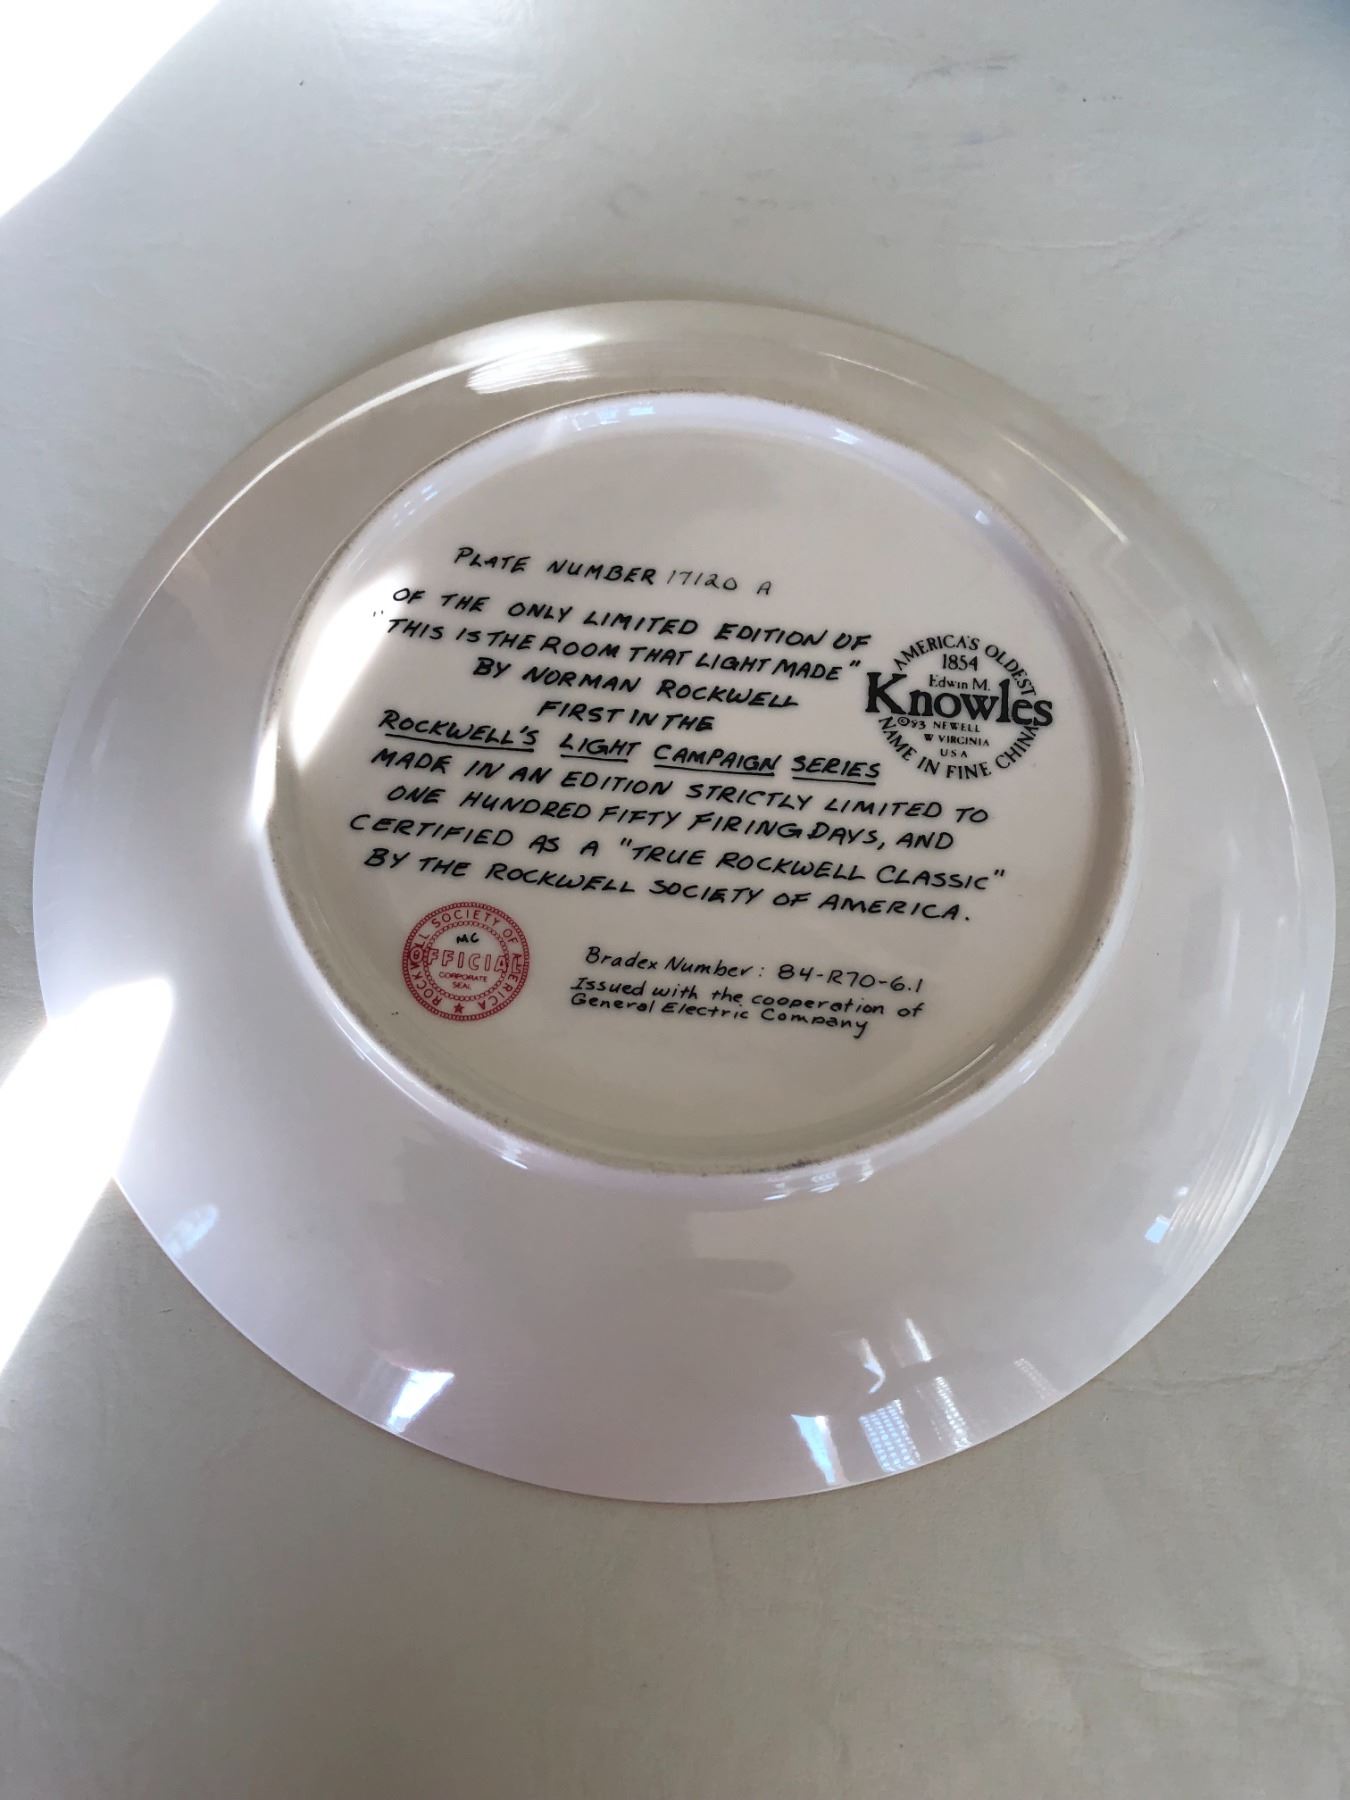 PLATE NUMBER 17120 A
OF THE ONLY LIMITED EDITION OF
"THIS IS THE ROOM THAT LIGHT MADE"
BY NORMAN ROCKWELL
FIRST IN THE
ROCKWELL'S LIGHT CAMPAIGN SERIES
MADE IN AN EDITION STRICTLY LIMITED TO
ONE HUNDRED FIFTY FIRING DAYS, AND
CERTIFIED AS A "TRUE ROCKWELL CLASSIC"
BY THE ROCKWELL SOCIETY OF AMERICA.
AMERICA'S OLDEST
1854
Edwin M.
Knowles
©83 NEWELL
W VIRGINIA
USA
NAME IN FINE CHINA
ROCKWELL SOCIETY OF AMERICA
MC
OFFICIAL
CORPORATE
SEAL
Bradex Number: 84-R70-6.1
Issued with the cooperation of
General Electric Company